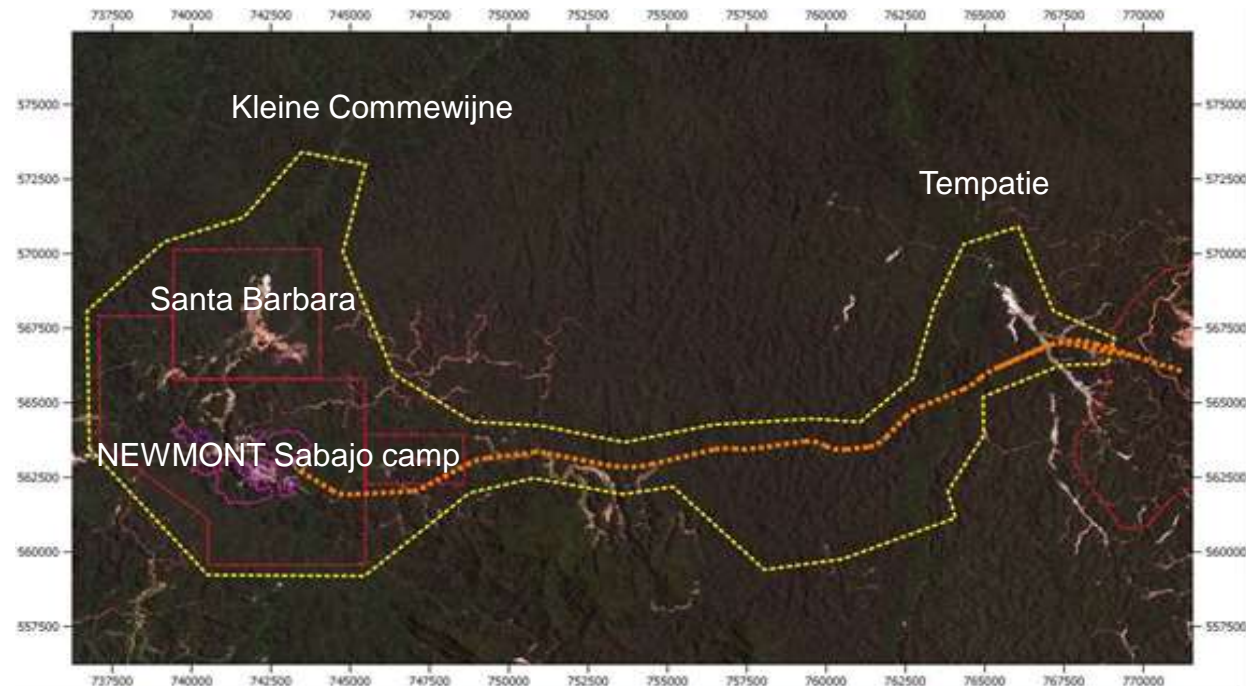 737500 740000 742500 745000 747500 750000 752500 755000 757500 760000 762500 765000 767500 770000
575000 575000
Kleine Commewijne
572500 572500
Tempatie
570000 570000
Santa Barbara
567500 567500
565000 565000
NEWMONT Sabajo camp
562500 562500
560000 560000
557500 557500
737500 740000 742500 745000 747500 750000 752500 755000 757500 760000 762500 765000 767500 770000